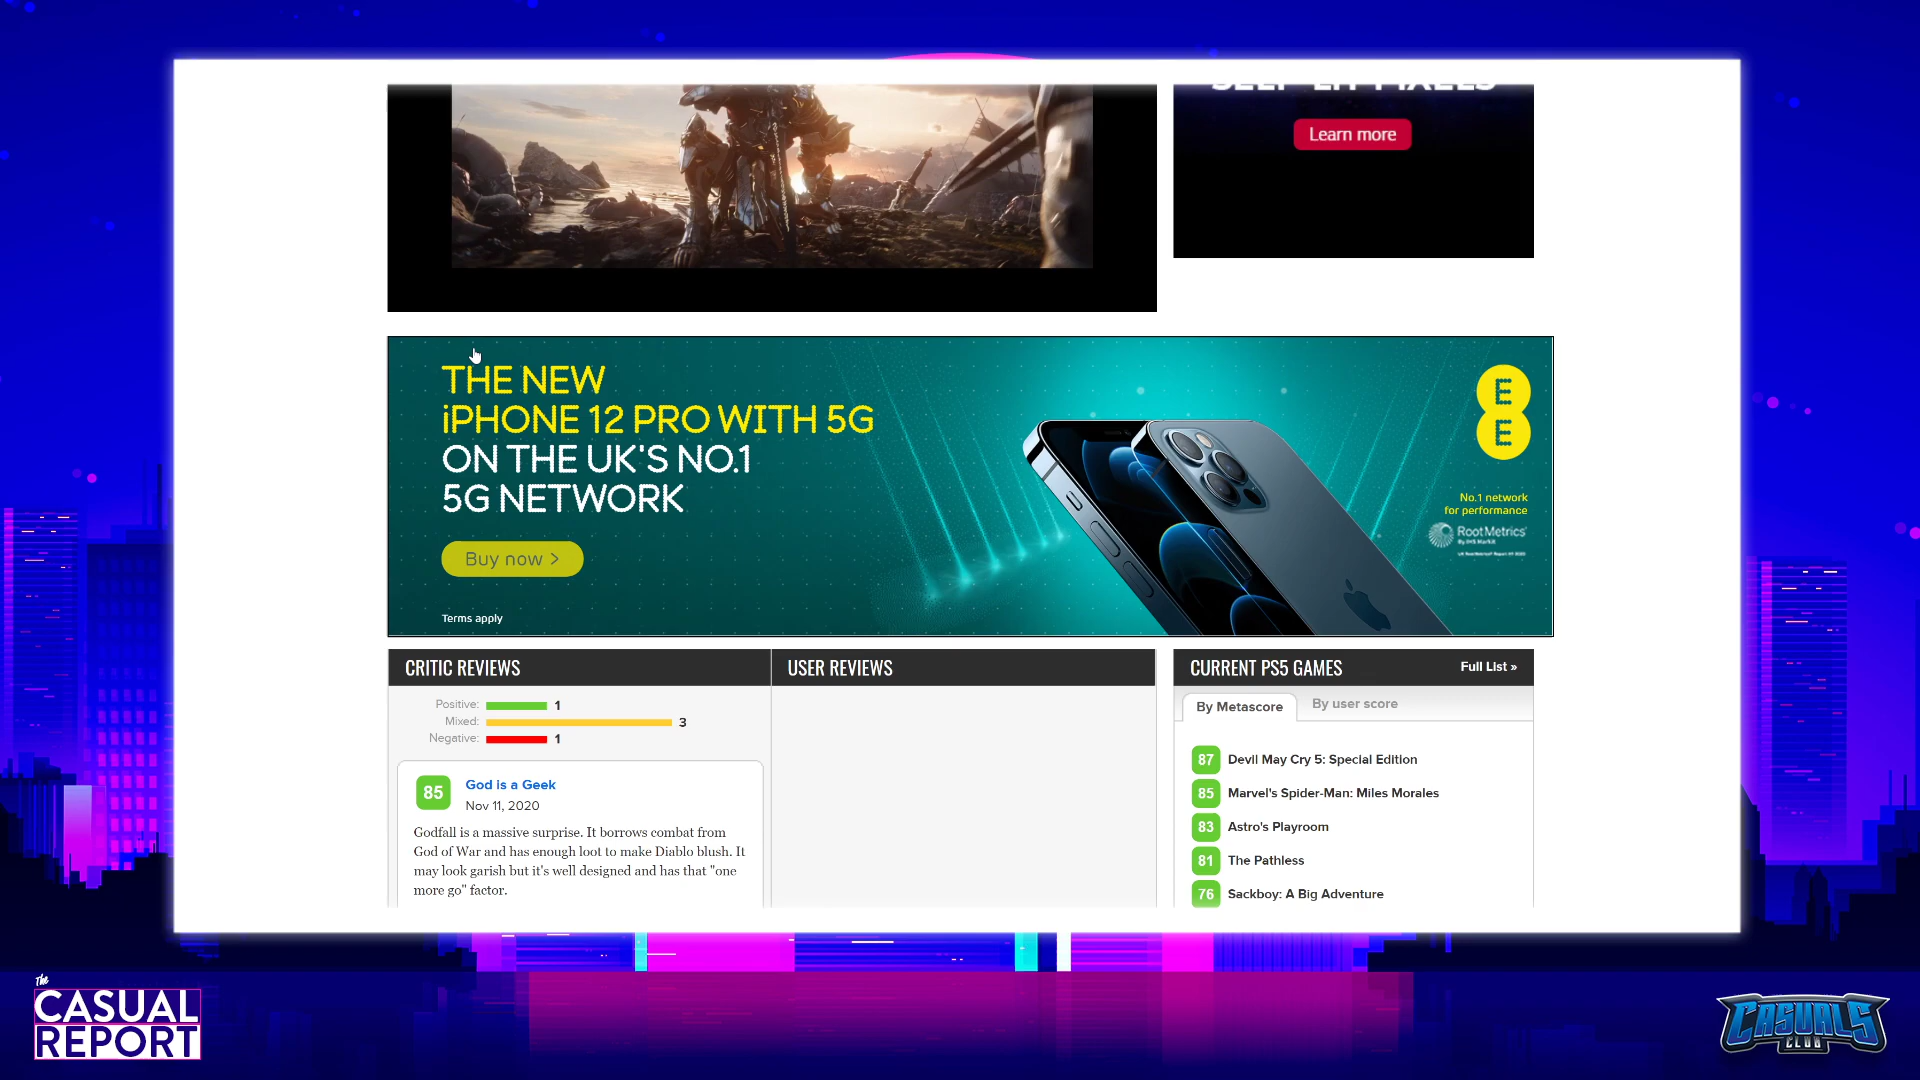 Learn more
THE NEW
iPHONE 12 PRO WITH 5G
ON THE UK'S NO.1
5G NETWORK
Buy now >
Terms apply
E
E
No.1 network
for performance
RootMetrics
By IHS Markit
CRITIC REVIEWS
Positive: 1
Mixed: 3
Negative: 1
85 God is a Geek
Nov 11, 2020
Godfall is a massive surprise. It borrows combat from
God of War and has enough loot to make Diablo blush. It
may look garish but it's well designed and has that "one
more go" factor.
USER REVIEWS
CURRENT PS5 GAMES Full List »
By Metascore By user score
87 Devil May Cry 5: Special Edition
85 Marvel's Spider-Man: Miles Morales
83 Astro's Playroom
81 The Pathless
76 Sackboy: A Big Adventure
The
CASUAL
REPORT
CASUALS
CLUB